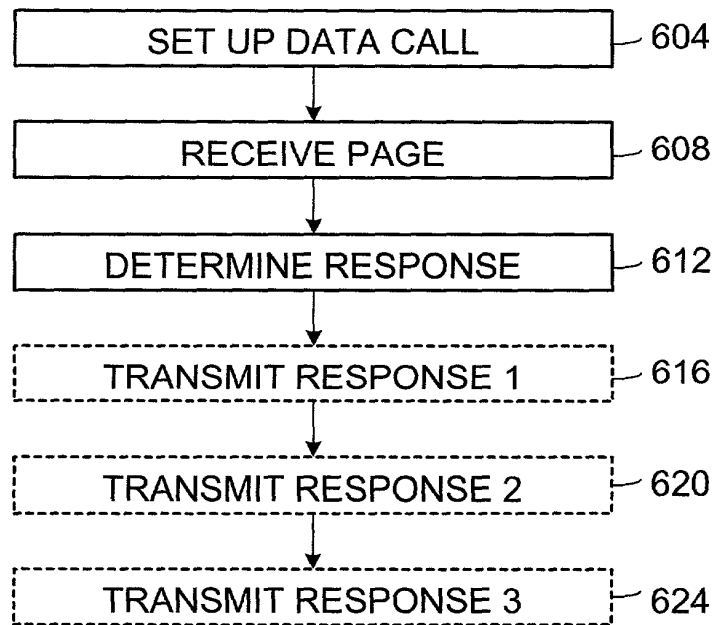 SET UP DATA CALL 604
RECEIVE PAGE 608
DETERMINE RESPONSE 612
TRANSMIT RESPONSE 1 616
TRANSMIT RESPONSE 2 620
TRANSMIT RESPONSE 3 624